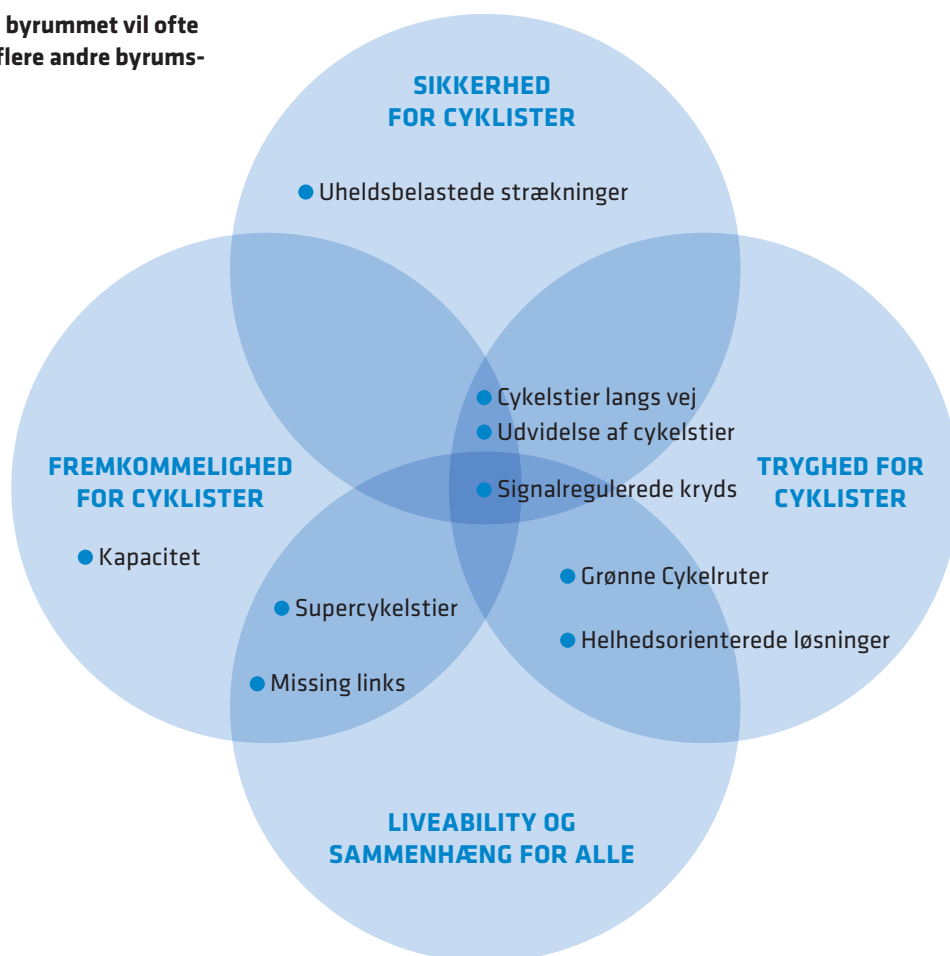 byrummet vil ofte
flere andre byrums-
SIKKERHED
FOR CYKLISTER
Uheldsbelastede strækninger
Cykelstier langs vej
Udvidelse af cykelstier
FREMKOMMELIGHED
FOR CYKLISTER
TRYGHED FOR
CYKLISTER
Signalregulerede kryds
Kapacitet
Grønne Cykelruter
Supercykelstier
Helhedsorienterede løsninger
Missing links
LIVEABILITY OG
SAMMENHÆNG FOR ALLE